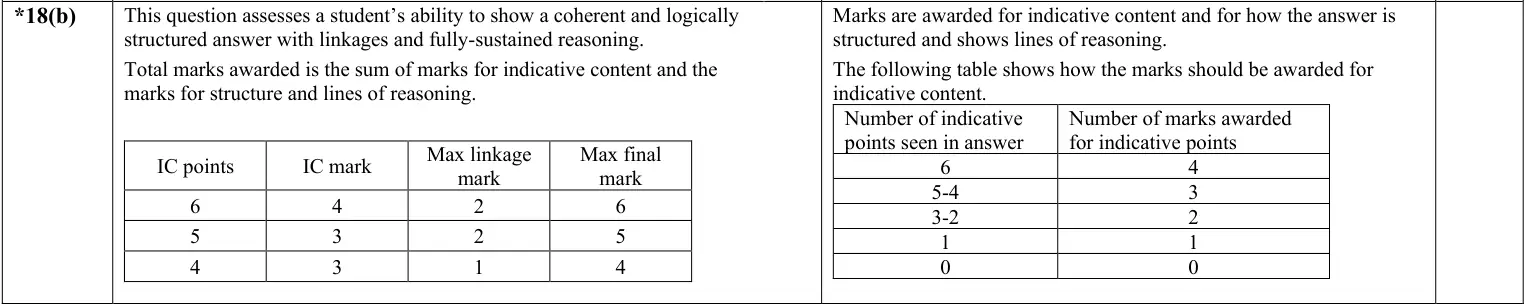 *18(b)
This question assesses a student’s ability to show a coherent and logically
structured answer with linkages and fully-sustained reasoning.
Total marks awarded is the sum of marks for indicative content and the
marks for structure and lines of reasoning.
IC points IC mark Max linkage mark Max final mark
6 4 2 6
5 3 2 5
4 3 1 4
Marks are awarded for indicative content and for how the answer is
structured and shows lines of reasoning.
The following table shows how the marks should be awarded for
indicative content.
Number of indicative points seen in answer Number of marks awarded for indicative points
6 4
5-4 3
3-2 2
1 1
0 0